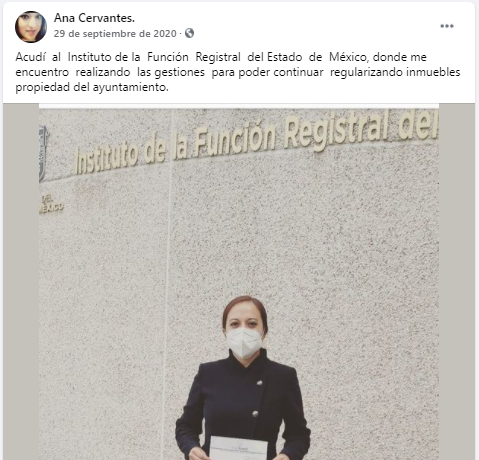 Ana Cervantes.
29 de septiembre de 2020
Acudí al Instituto de la Función Registral del Estado de México, donde me
encuentro realizando las gestiones para poder continuar regularizando inmuebles
propiedad del ayuntamiento.
Instituto de la Función Registral del